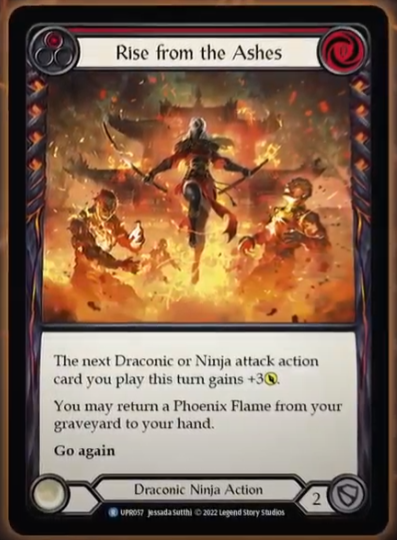 Rise from the Ashes
The next Draconic or Ninja attack action
card you play this turn gains +3.
You may return a Phoenix Flame from your
graveyard to your hand.
Go again
Draconic Ninja Action
2
R UPR017 Jessada Sutthi © 2022 Legend Story Studios